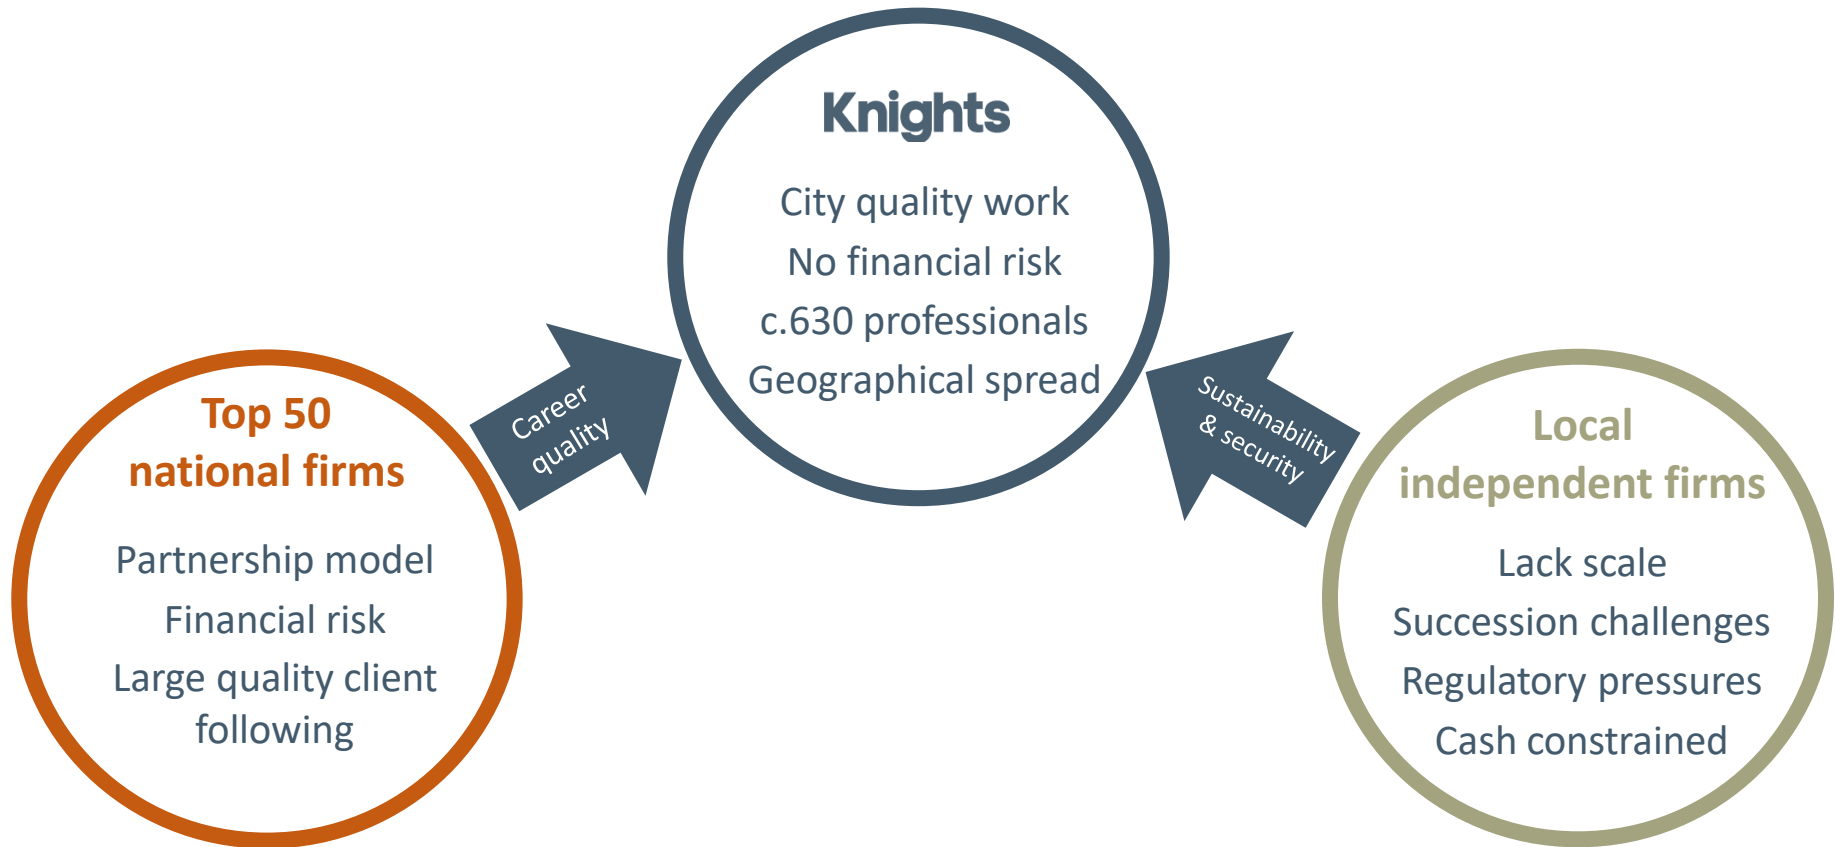 Knights
City quality work
No financial risk
c.630 professionals
Geographical spread
Career
quality
Sustainability
& security
Top 50
national firms
Partnership model
Financial risk
Large quality client
following
Local
independent firms
Lack scale
Succession challenges
Regulatory pressures
Cash constrained